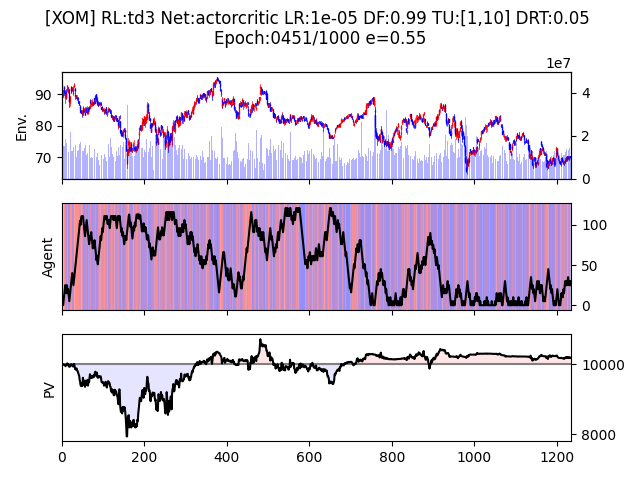 [XOM] RL:td3 Net:actorcritic LR:1e-05 DF:0.99 TU:[1,10] DRT:0.05
Epoch:0451/1000 e=0.55
1e7
Env.
90
80
70
4
2
0
Agent
100
50
0
PV
10000
8000
0 200 400 600 800 1000 1200